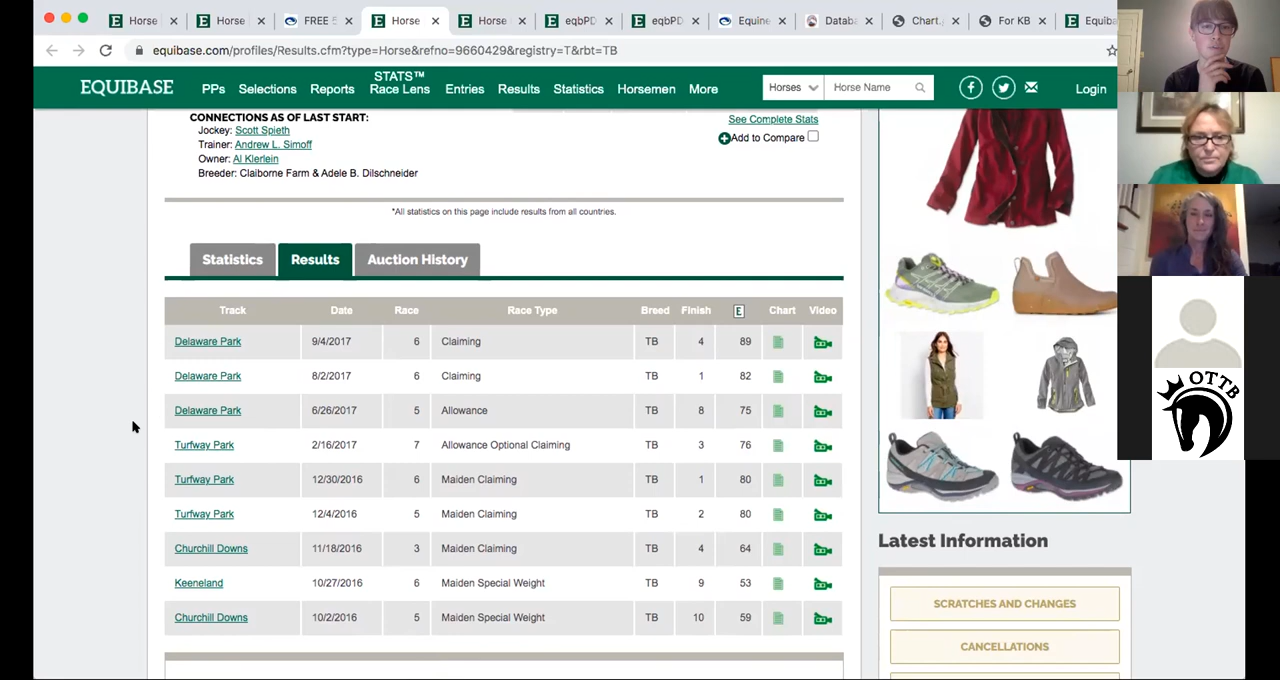 Horse
Horse
FREE 5
Horse
Horse
eqbPD
eqbPD
Equine
Datab
Chart.
For KB
Equiba
equibase.com/profiles/Results.cfm?type=Horse&refno=9660429&registry=T&rbt=TB
EQUIBASE
PPs
Selections
Reports
STATS™
Race Lens
Entries
Results
Statistics
Horsemen
More
Horses
Horse Name
Login
CONNECTIONS AS OF LAST START:
Jockey: Scott Spieth
Trainer: Andrew L. Simoff
Owner: Al Klerlein
Breeder: Claiborne Farm & Adele B. Dilschneider
See Complete Stats
Add to Compare
*All statistics on this page include results from all countries.
Statistics
Results
Auction History
Track Date Race Race Type Breed Finish E Chart Video
Delaware Park 9/4/2017 6 Claiming TB 4 89
Delaware Park 8/2/2017 6 Claiming TB 1 82
Delaware Park 6/26/2017 5 Allowance TB 8 75
Turfway Park 2/16/2017 7 Allowance Optional Claiming TB 3 76
Turfway Park 12/30/2016 6 Maiden Claiming TB 1 80
Turfway Park 12/4/2016 5 Maiden Claiming TB 2 80
Churchill Downs 11/18/2016 3 Maiden Claiming TB 4 64
Keeneland 10/27/2016 6 Maiden Special Weight TB 9 53
Churchill Downs 10/2/2016 5 Maiden Special Weight TB 10 59
Latest Information
SCRATCHES AND CHANGES
CANCELLATIONS
OTTB